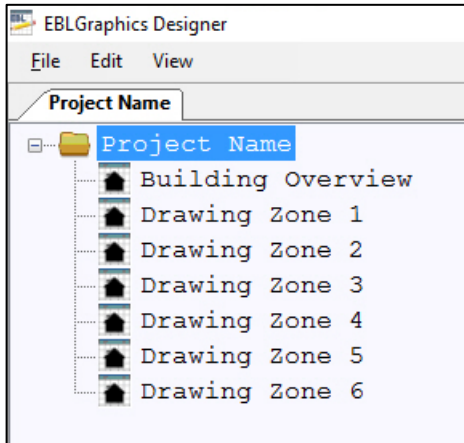 EBLGraphics Designer
File Edit View
Project Name
Project Name
Building Overview
Drawing Zone 1
Drawing Zone 2
Drawing Zone 3
Drawing Zone 4
Drawing Zone 5
Drawing Zone 6